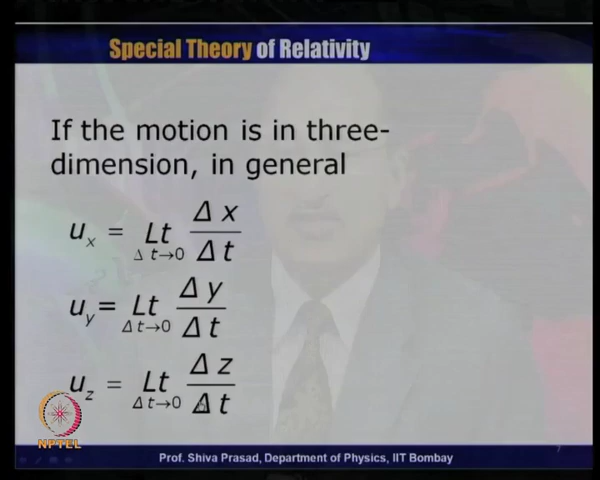 Special Theory of Relativity
If the motion is in three-
dimension, in general
u_x = Lt_{Δt→0} Δx/Δt
u_y = Lt_{Δt→0} Δy/Δt
u_z = Lt_{Δt→0} Δz/Δt
NPTEL
Prof. Shiva Prasad, Department of Physics, IIT Bombay
7